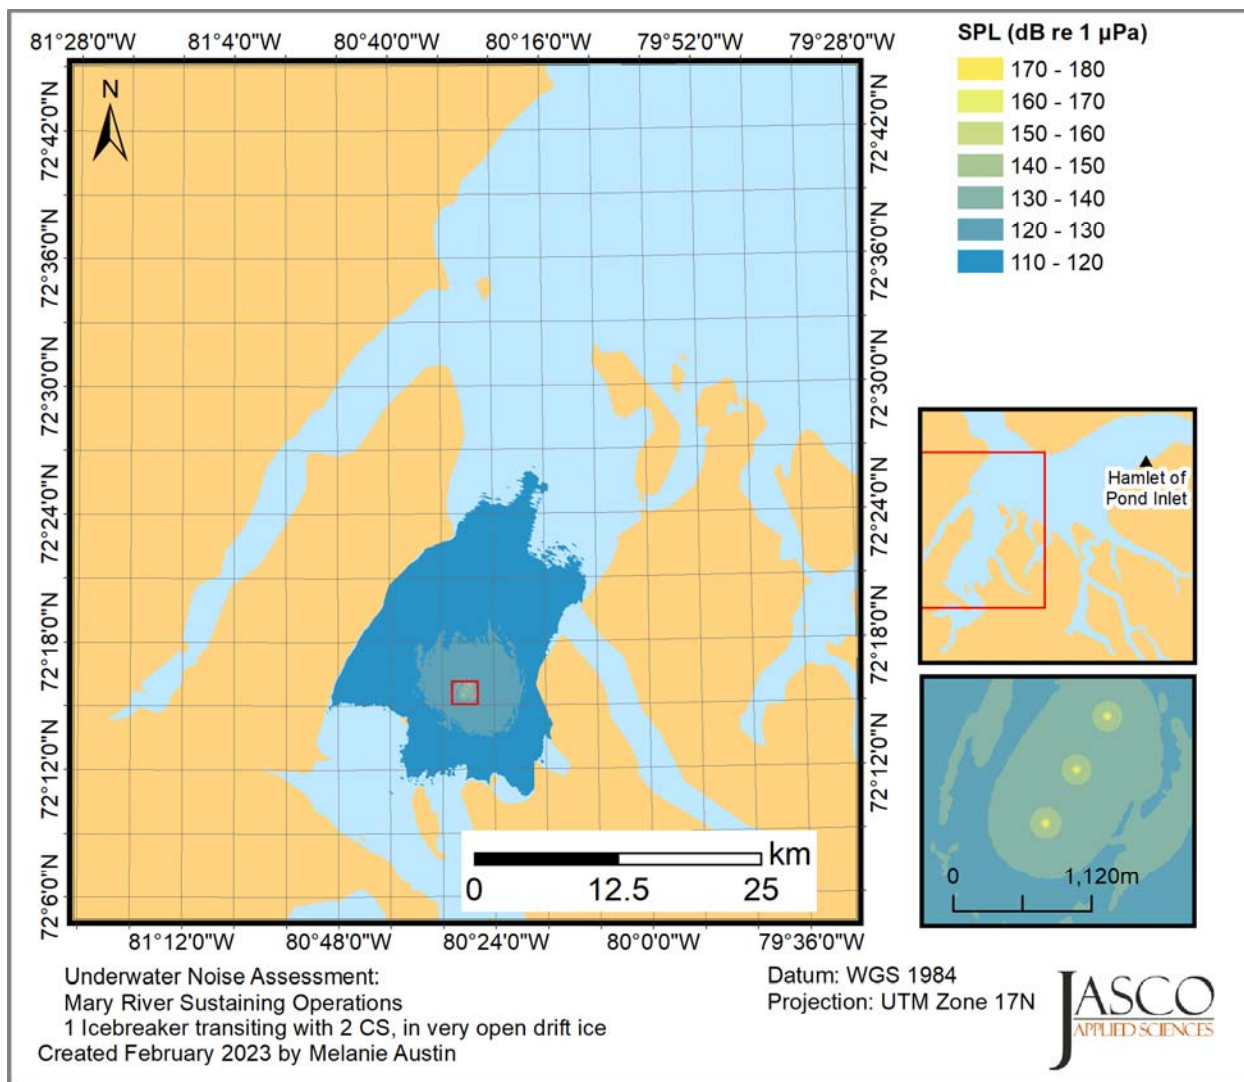 81°28'0"W 81°4'0"W 80°40'0"W 80°16'0"W 79°52'0"W 79°28'0"W
SPL (dB re 1 µPa)
170 - 180
160 - 170
150 - 160
140 - 150
130 - 140
120 - 130
110 - 120
N
72°42'0"N
72°36'0"N
72°30'0"N
72°24'0"N
72°18'0"N
72°12'0"N
72°6'0"N
72°42'0"N
72°36'0"N
72°30'0"N
72°24'0"N
72°18'0"N
72°12'0"N
72°6'0"N
Hamlet of
Pond Inlet
km
0 12.5 25
0 1,120m
81°12'0"W 80°48'0"W 80°24'0"W 80°0'0"W 79°36'0"W
Underwater Noise Assessment:
Mary River Sustaining Operations
1 Icebreaker transiting with 2 CS, in very open drift ice
Created February 2023 by Melanie Austin
Datum: WGS 1984
Projection: UTM Zone 17N
JASCO
APPLIED SCIENCES